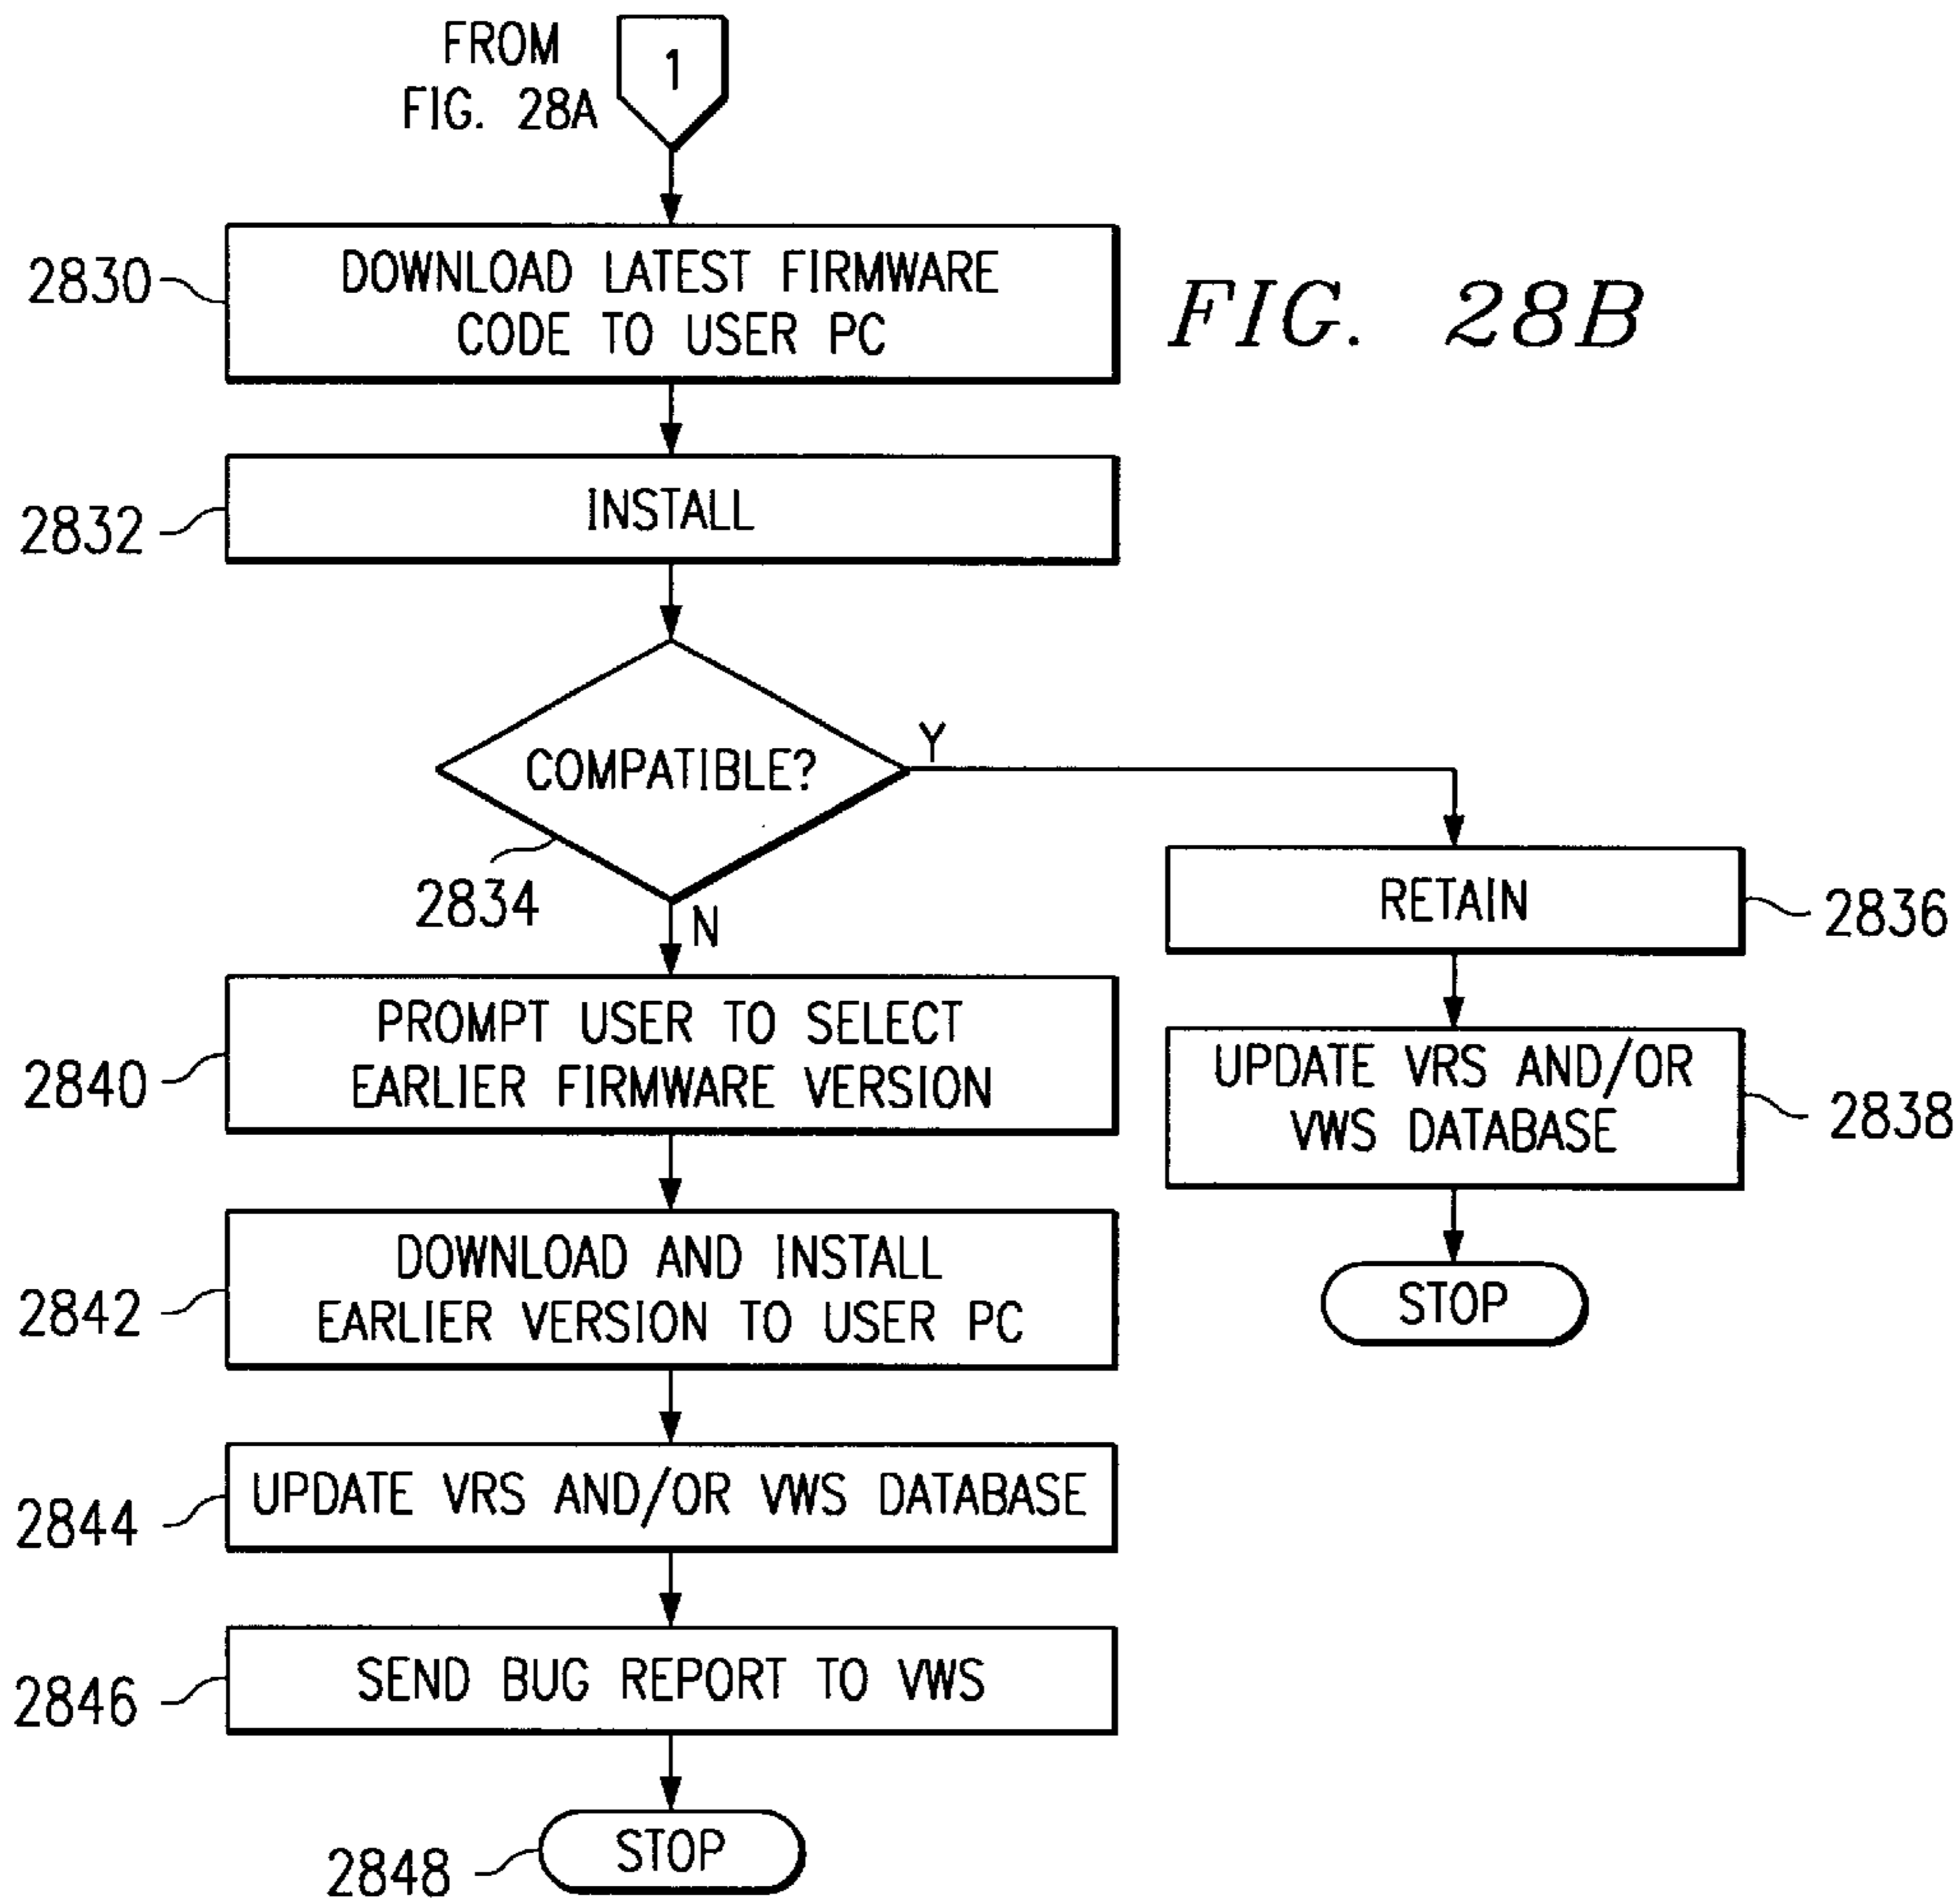 FROM
FIG. 28A
1
2830
DOWNLOAD LATEST FIRMWARE
CODE TO USER PC
FIG. 28B
2832
INSTALL
COMPATIBLE?
Y
2834
N
RETAIN
2836
UPDATE VRS AND/OR
VWS DATABASE
2838
STOP
2840
PROMPT USER TO SELECT
EARLIER FIRMWARE VERSION
2842
DOWNLOAD AND INSTALL
EARLIER VERSION TO USER PC
2844
UPDATE VRS AND/OR VWS DATABASE
2846
SEND BUG REPORT TO VWS
2848
STOP